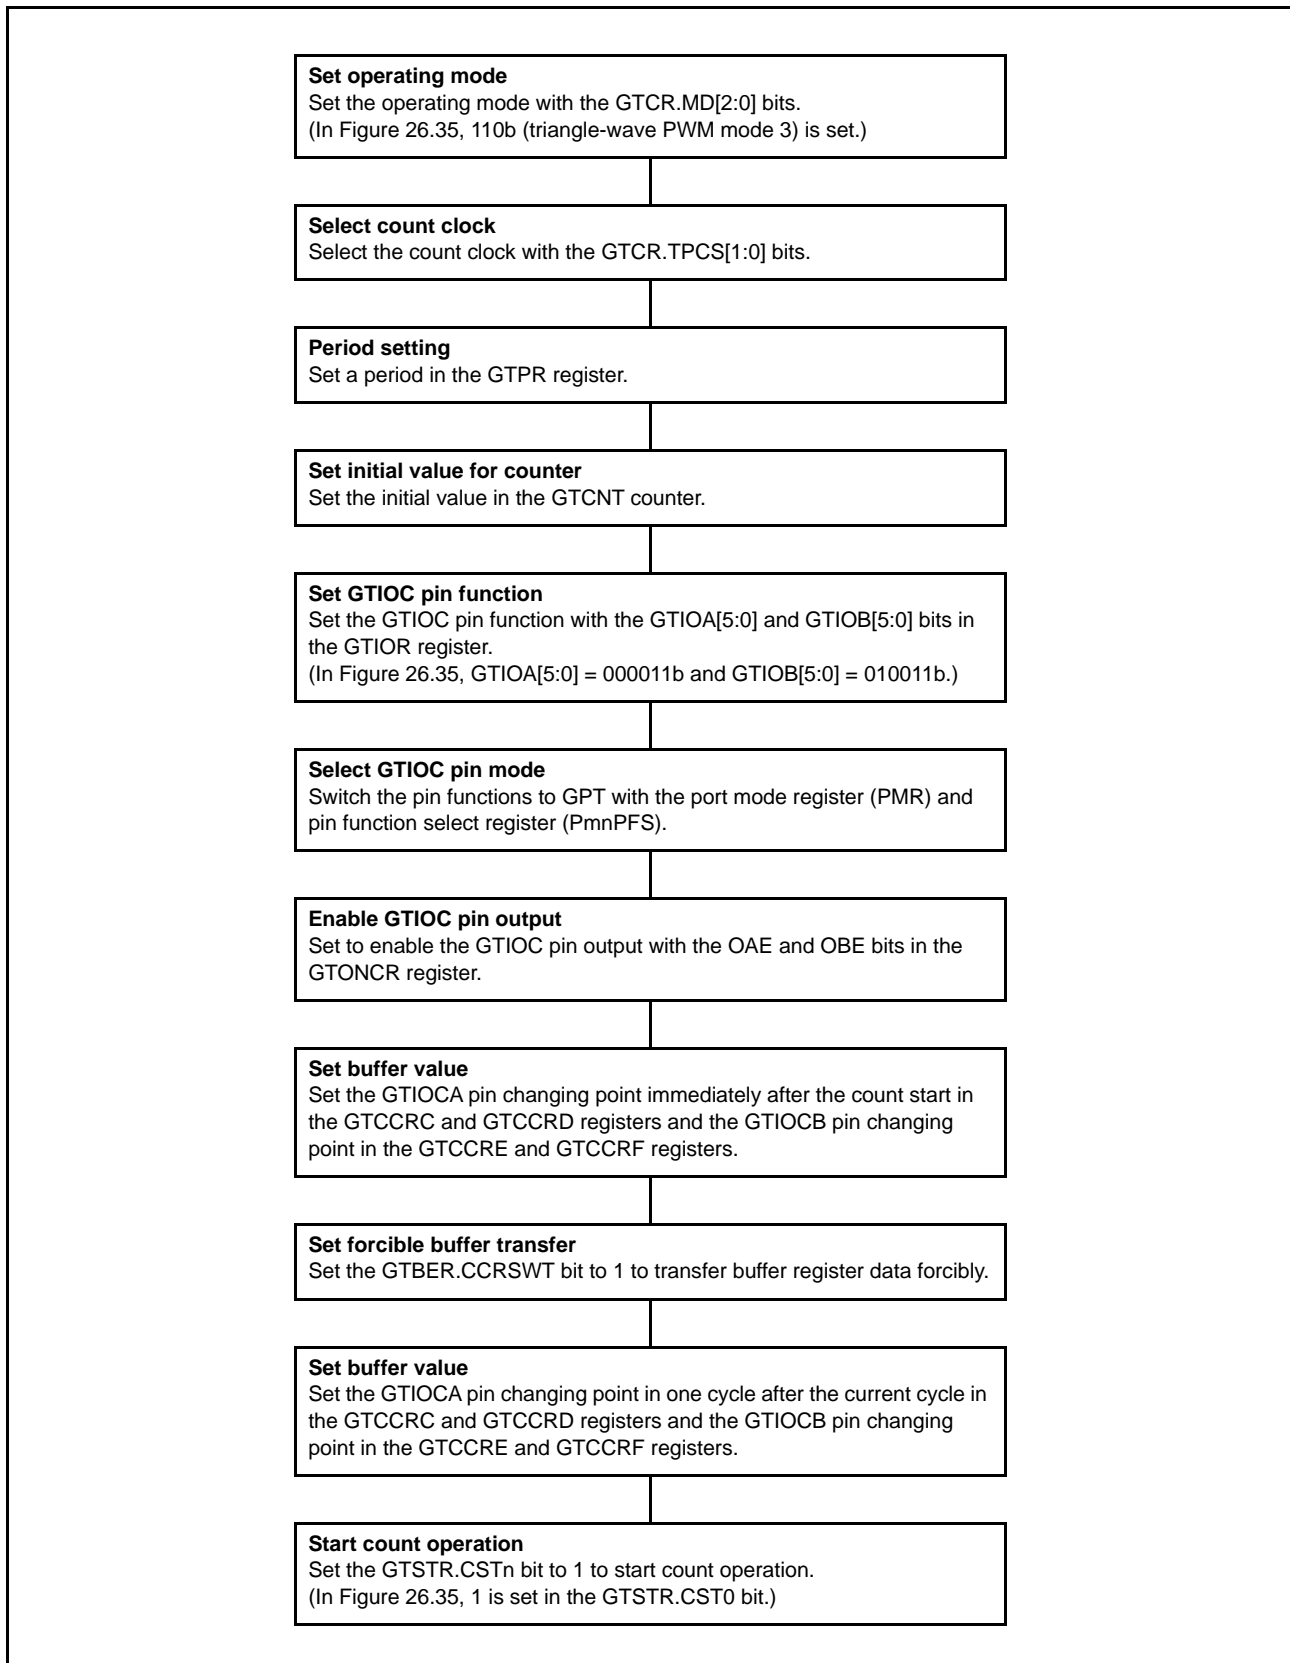 Set operating mode
Set the operating mode with the GTCR.MD[2:0] bits.
(In Figure 26.35, 110b (triangle-wave PWM mode 3) is set.)
Select count clock
Select the count clock with the GTCR.TPCS[1:0] bits.
Period setting
Set a period in the GTPR register.
Set initial value for counter
Set the initial value in the GTCNT counter.
Set GTIOC pin function
Set the GTIOC pin function with the GTIOA[5:0] and GTIOB[5:0] bits in
the GTIOR register.
(In Figure 26.35, GTIOA[5:0] = 000011b and GTIOB[5:0] = 010011b.)
Select GTIOC pin mode
Switch the pin functions to GPT with the port mode register (PMR) and
pin function select register (PmnPFS).
Enable GTIOC pin output
Set to enable the GTIOC pin output with the OAE and OBE bits in the
GTONCR register.
Set buffer value
Set the GTIOCA pin changing point immediately after the count start in
the GTCCRC and GTCCRD registers and the GTIOCB pin changing
point in the GTCCRE and GTCCRF registers.
Set forcible buffer transfer
Set the GTBER.CCRSWT bit to 1 to transfer buffer register data forcibly.
Set buffer value
Set the GTIOCA pin changing point in one cycle after the current cycle in
the GTCCRC and GTCCRD registers and the GTIOCB pin changing
point in the GTCCRE and GTCCRF registers.
Start count operation
Set the GTSTR.CSTn bit to 1 to start count operation.
(In Figure 26.35, 1 is set in the GTSTR.CST0 bit.)